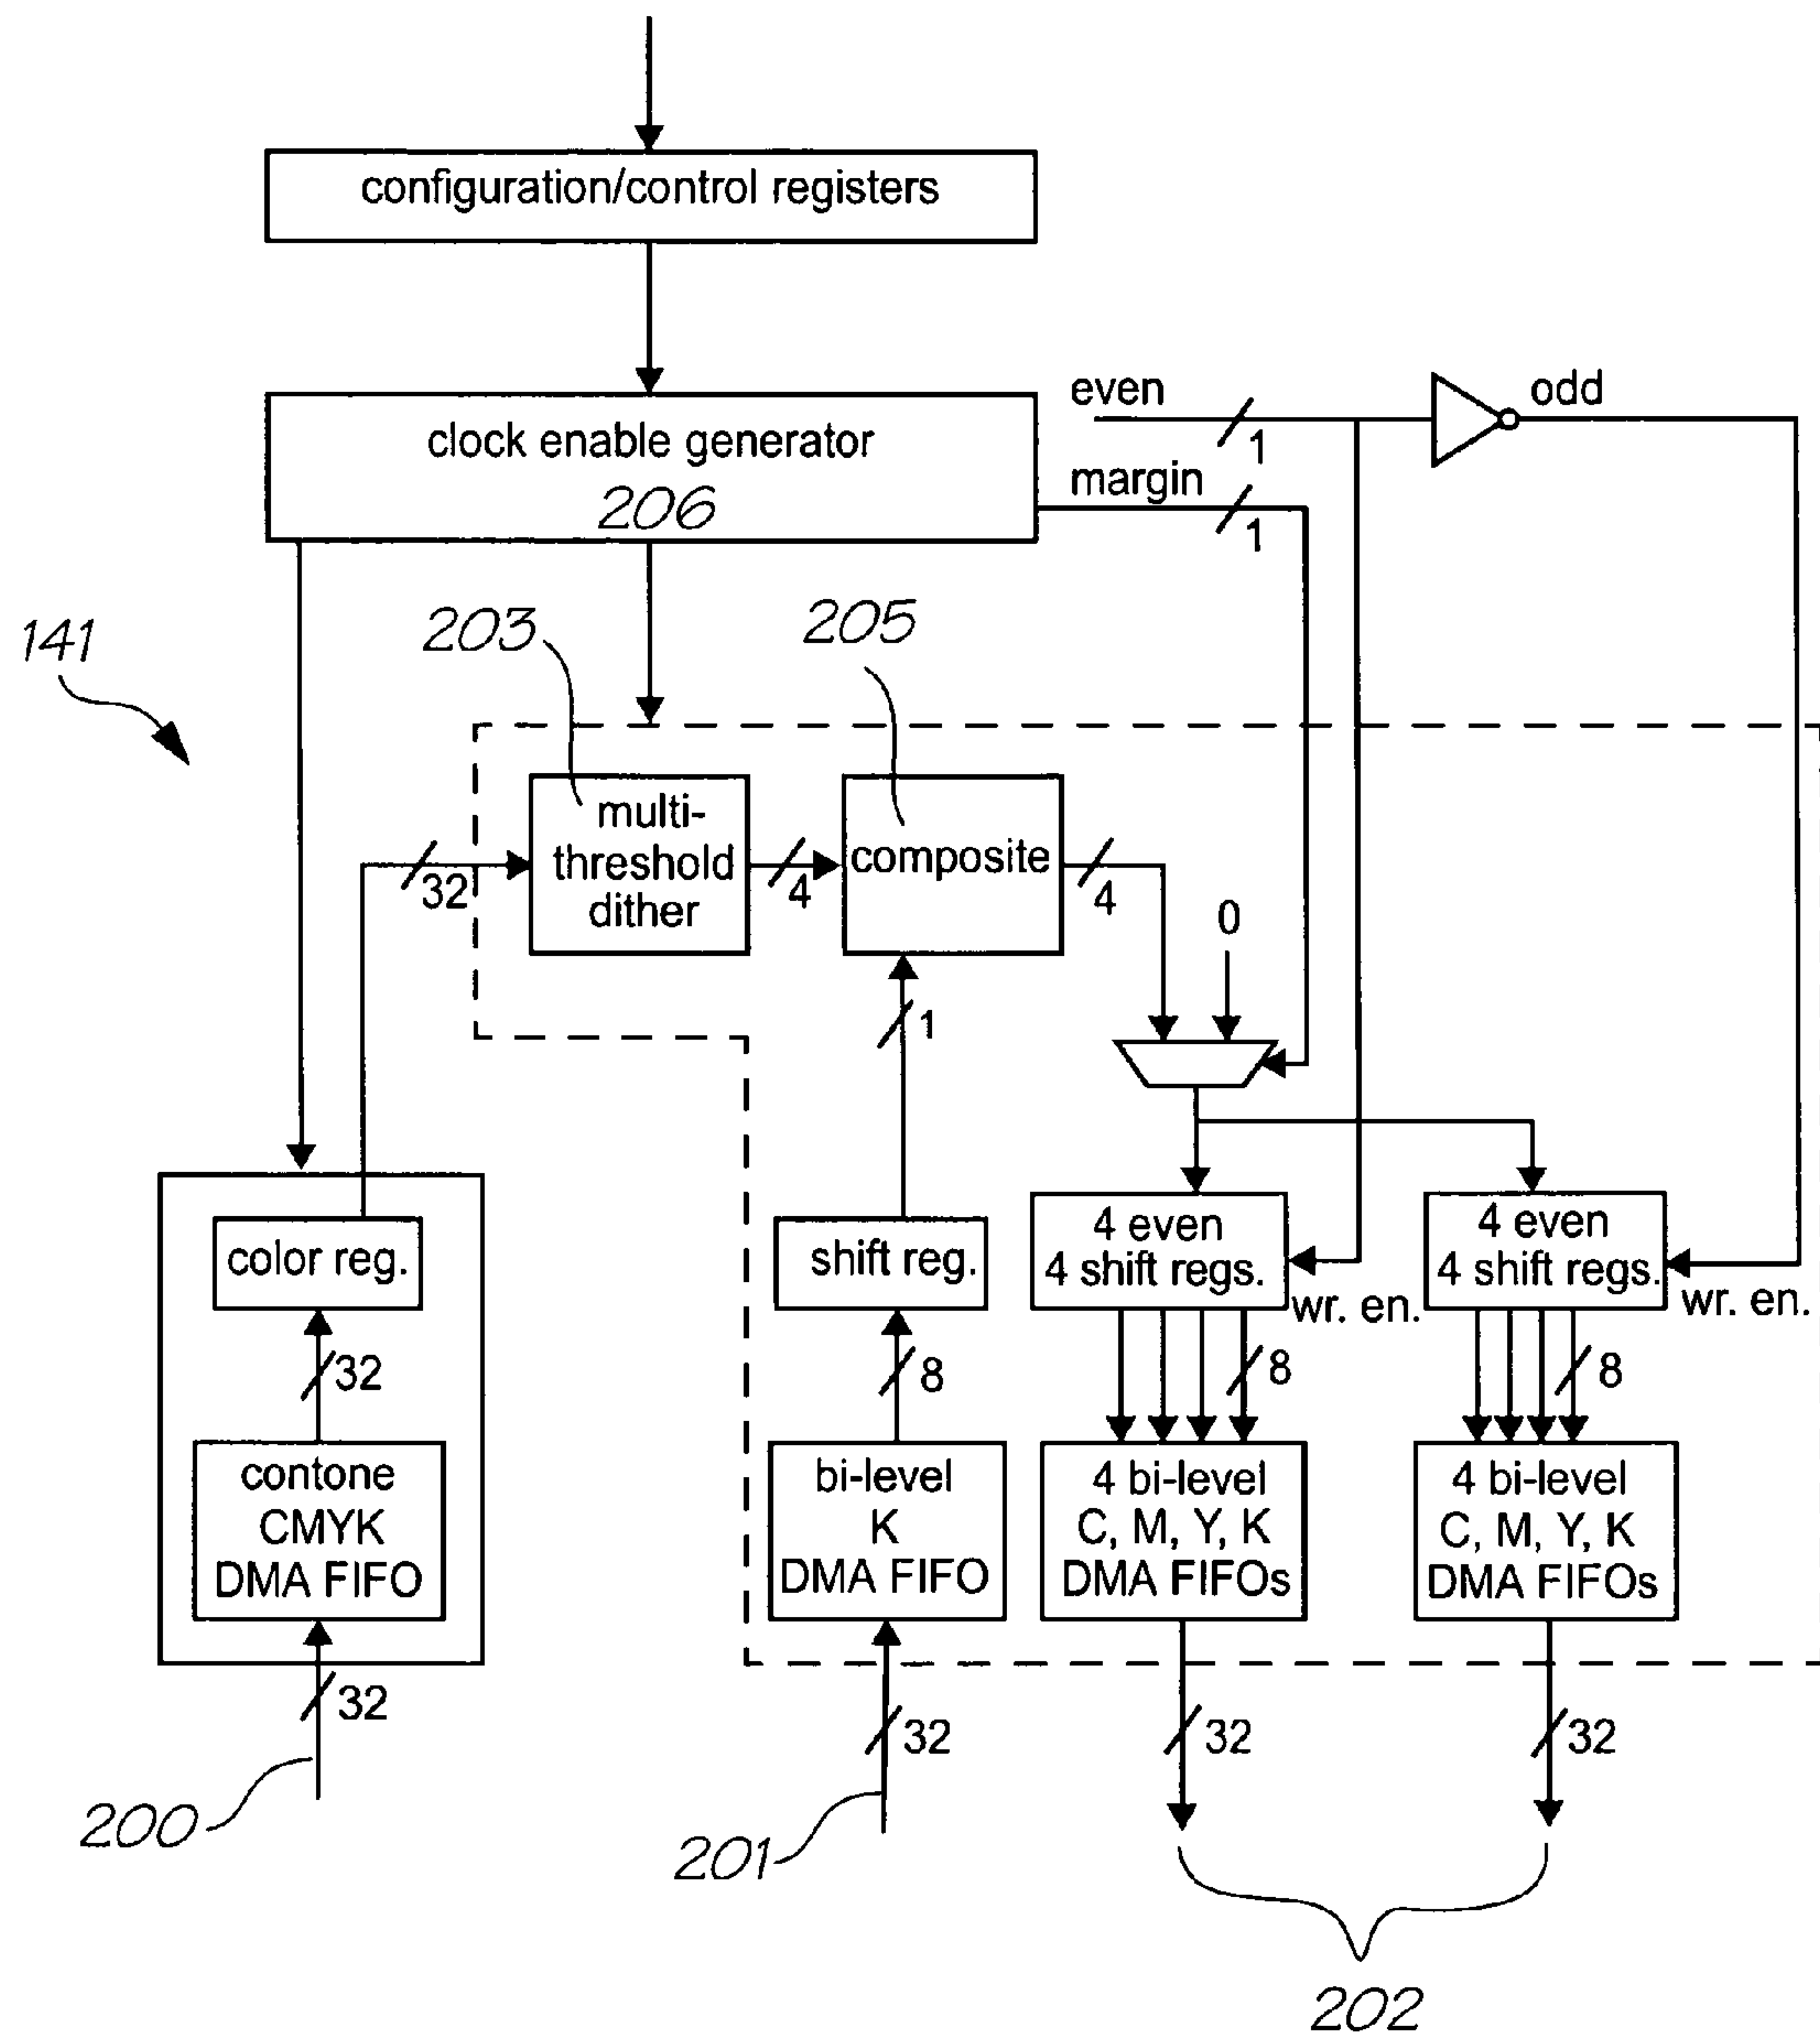 configuration/control registers
even
odd
1
clock enable generator
206
margin
1
141
203
205
multi-
threshold
dither
composite
32
4
4
0
1
color reg.
shift reg.
4 even
4 shift regs.
4 even
4 shift regs.
wr. en.
wr. en.
32
8
8
8
contone
CMYK
DMA FIFO
bi-level
K
DMA FIFO
4 bi-level
C, M, Y, K
DMA FIFOs
4 bi-level
C, M, Y, K
DMA FIFOs
32
32
32
32
200
201
202